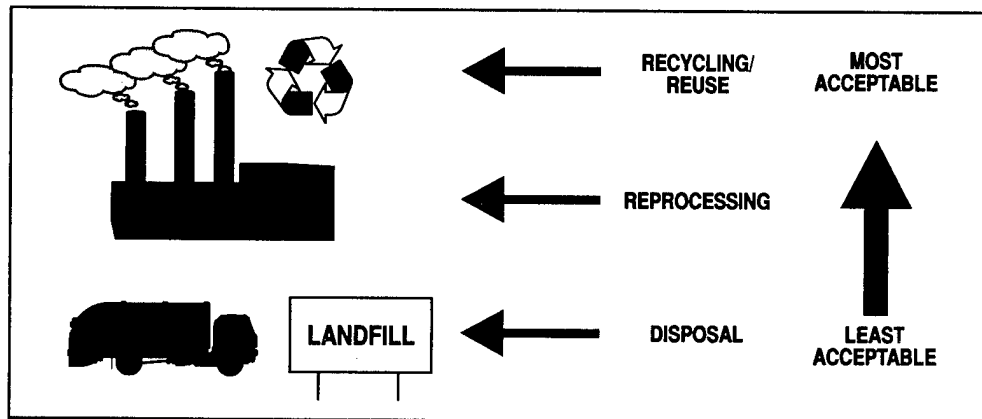 RECYCLING/
REUSE
MOST
ACCEPTABLE
REPROCESSING
LANDFILL
DISPOSAL
LEAST
ACCEPTABLE